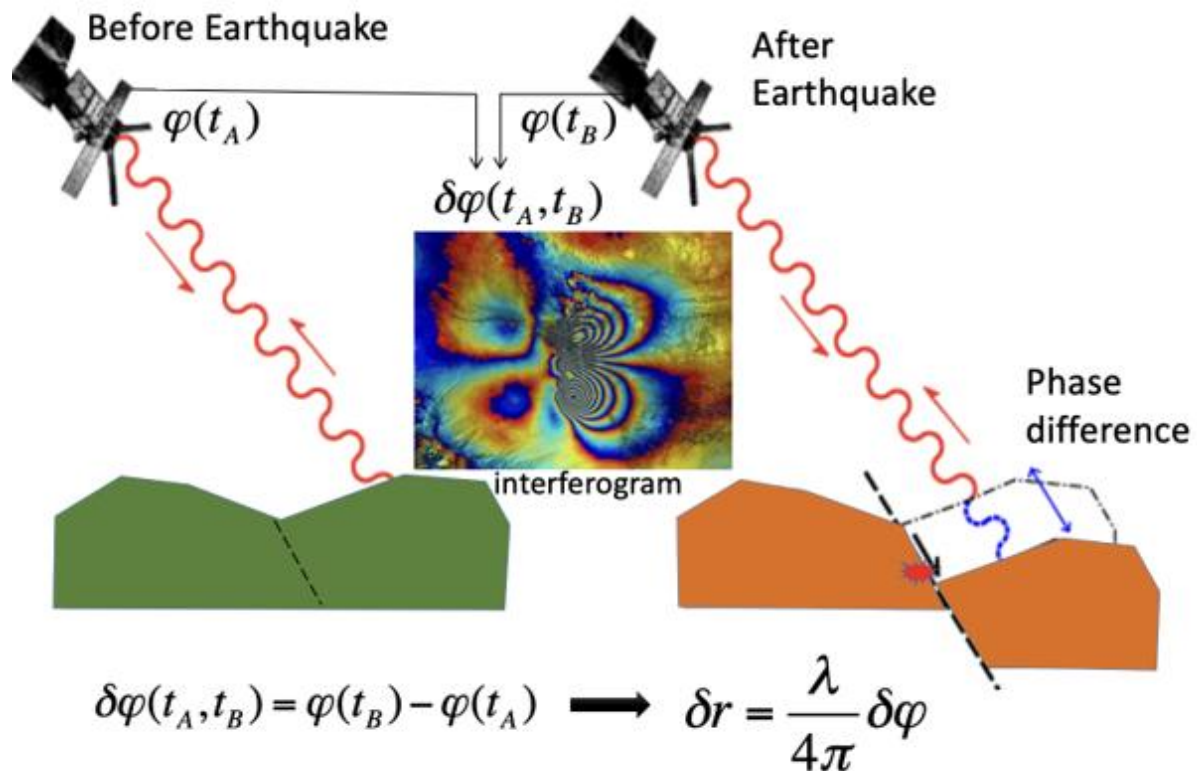 Before Earthquake
After
Earthquake
φ(t_A)
φ(t_B)
δφ(t_A,t_B)
interferogram
Phase
difference
δφ(t_A,t_B) = φ(t_B) − φ(t_A)
δr = λ/4π δφ